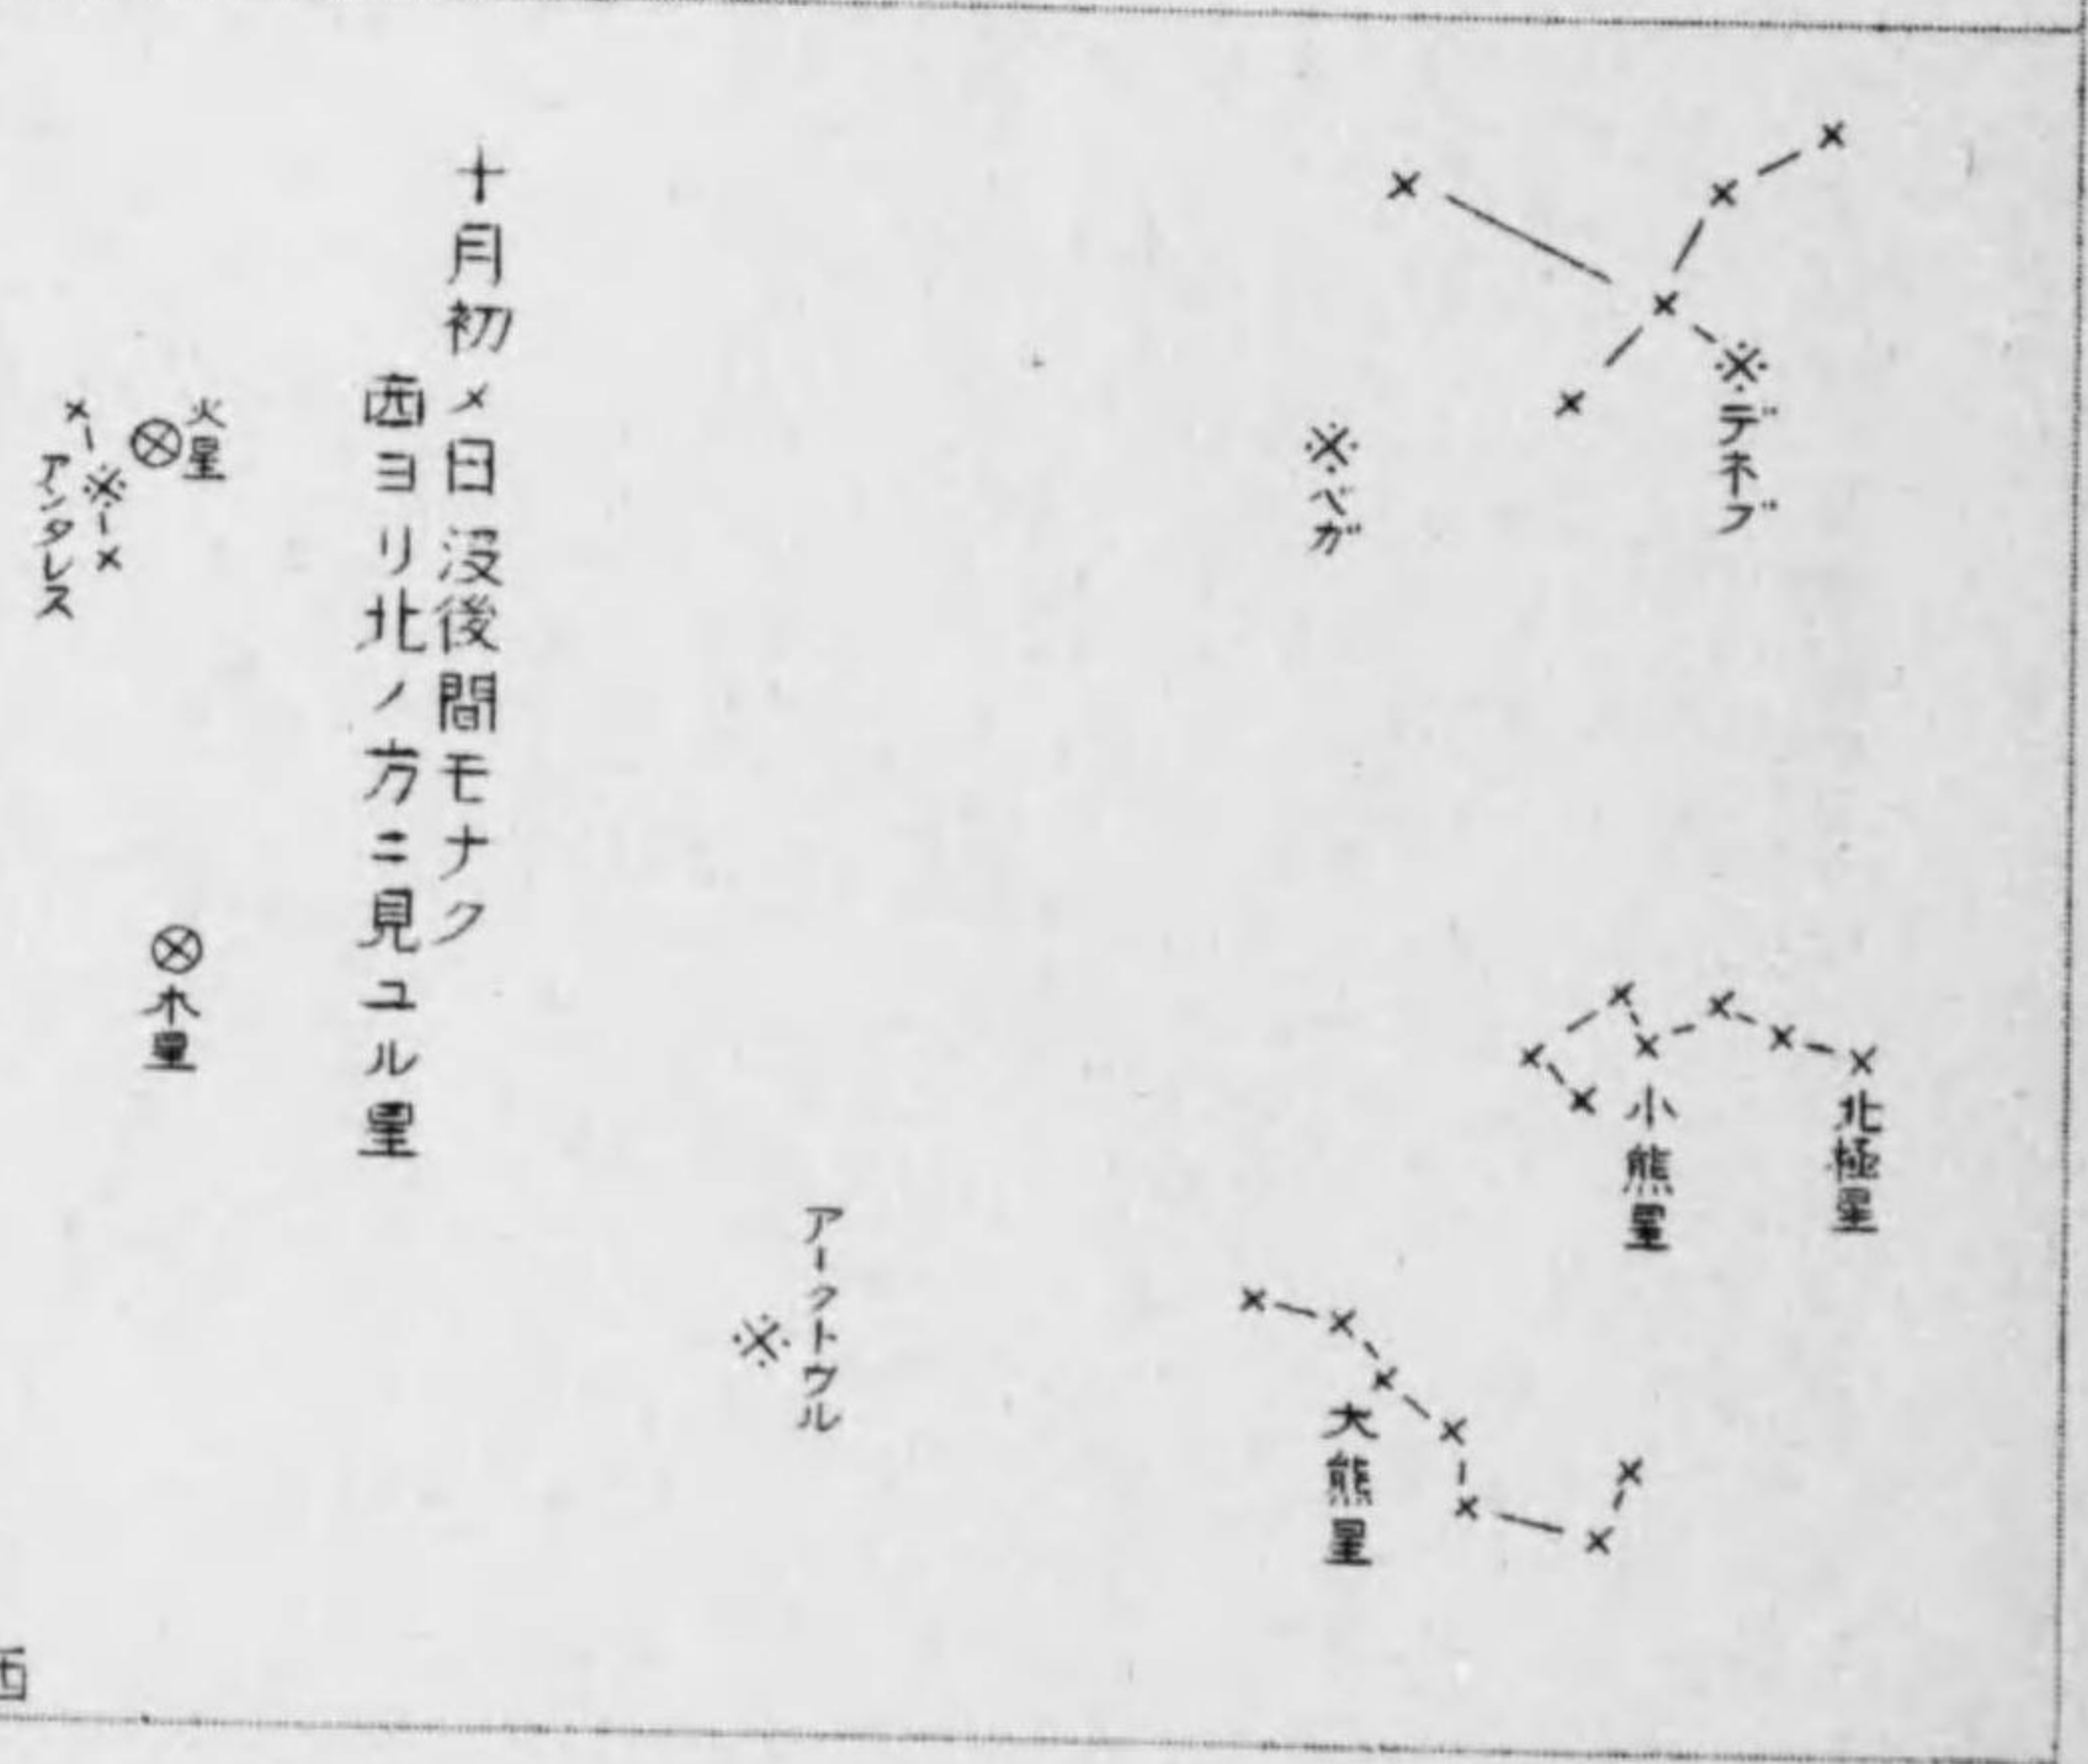 デネブ
ベガ
北極星
小熊星
大熊星
アークトウル
十月初メ日没後間モナク
西ヨリ北ノ方ニ見ユル星
火星
アンタレス
木星
西